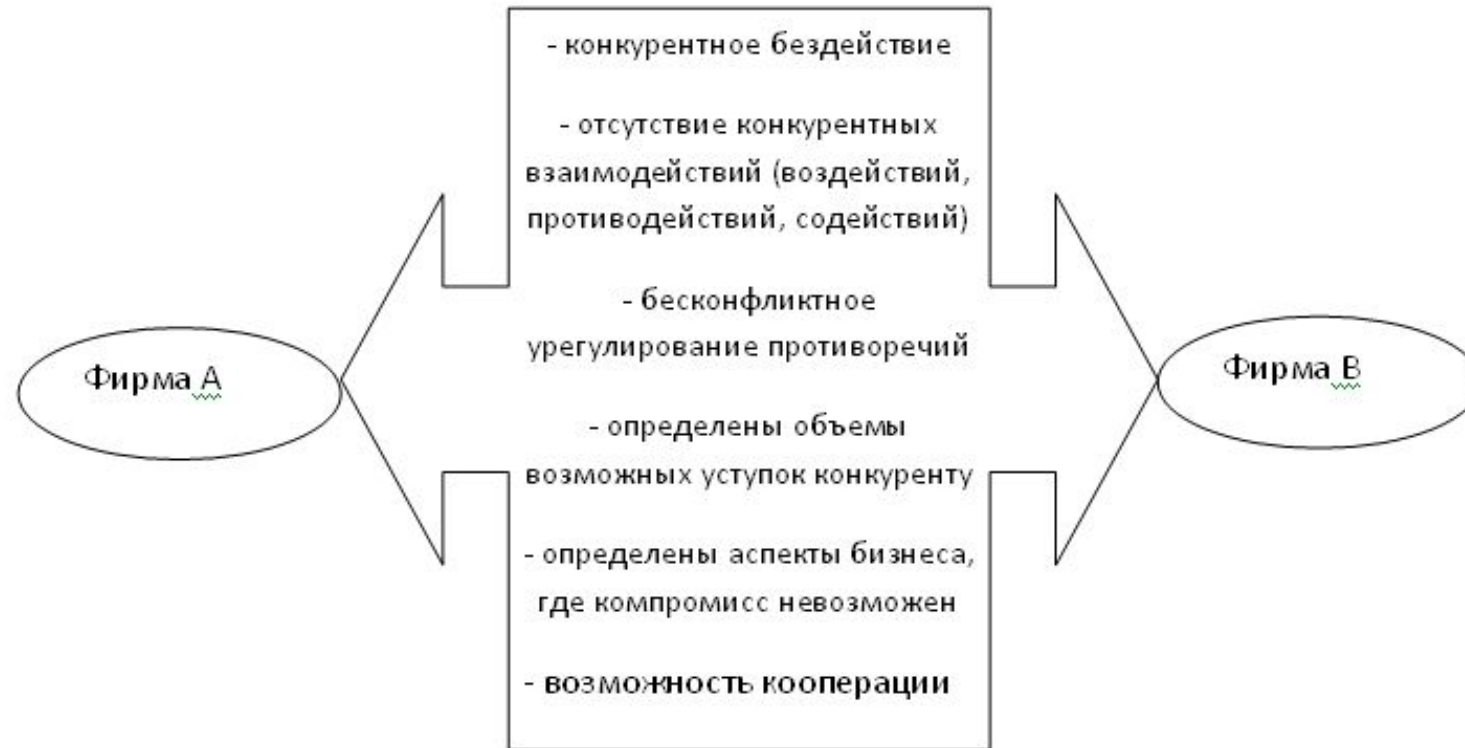 - конкурентное бездействие
- отсутствие конкурентных
взаимодействий (воздействий,
противодействий, содействий)
- бесконфликтное
урегулирование противоречий
Фирма А
Фирма В
- определены объемы
возможных уступок конкуренту
- определены аспекты бизнеса,
где компромисс невозможен
- возможность кооперации